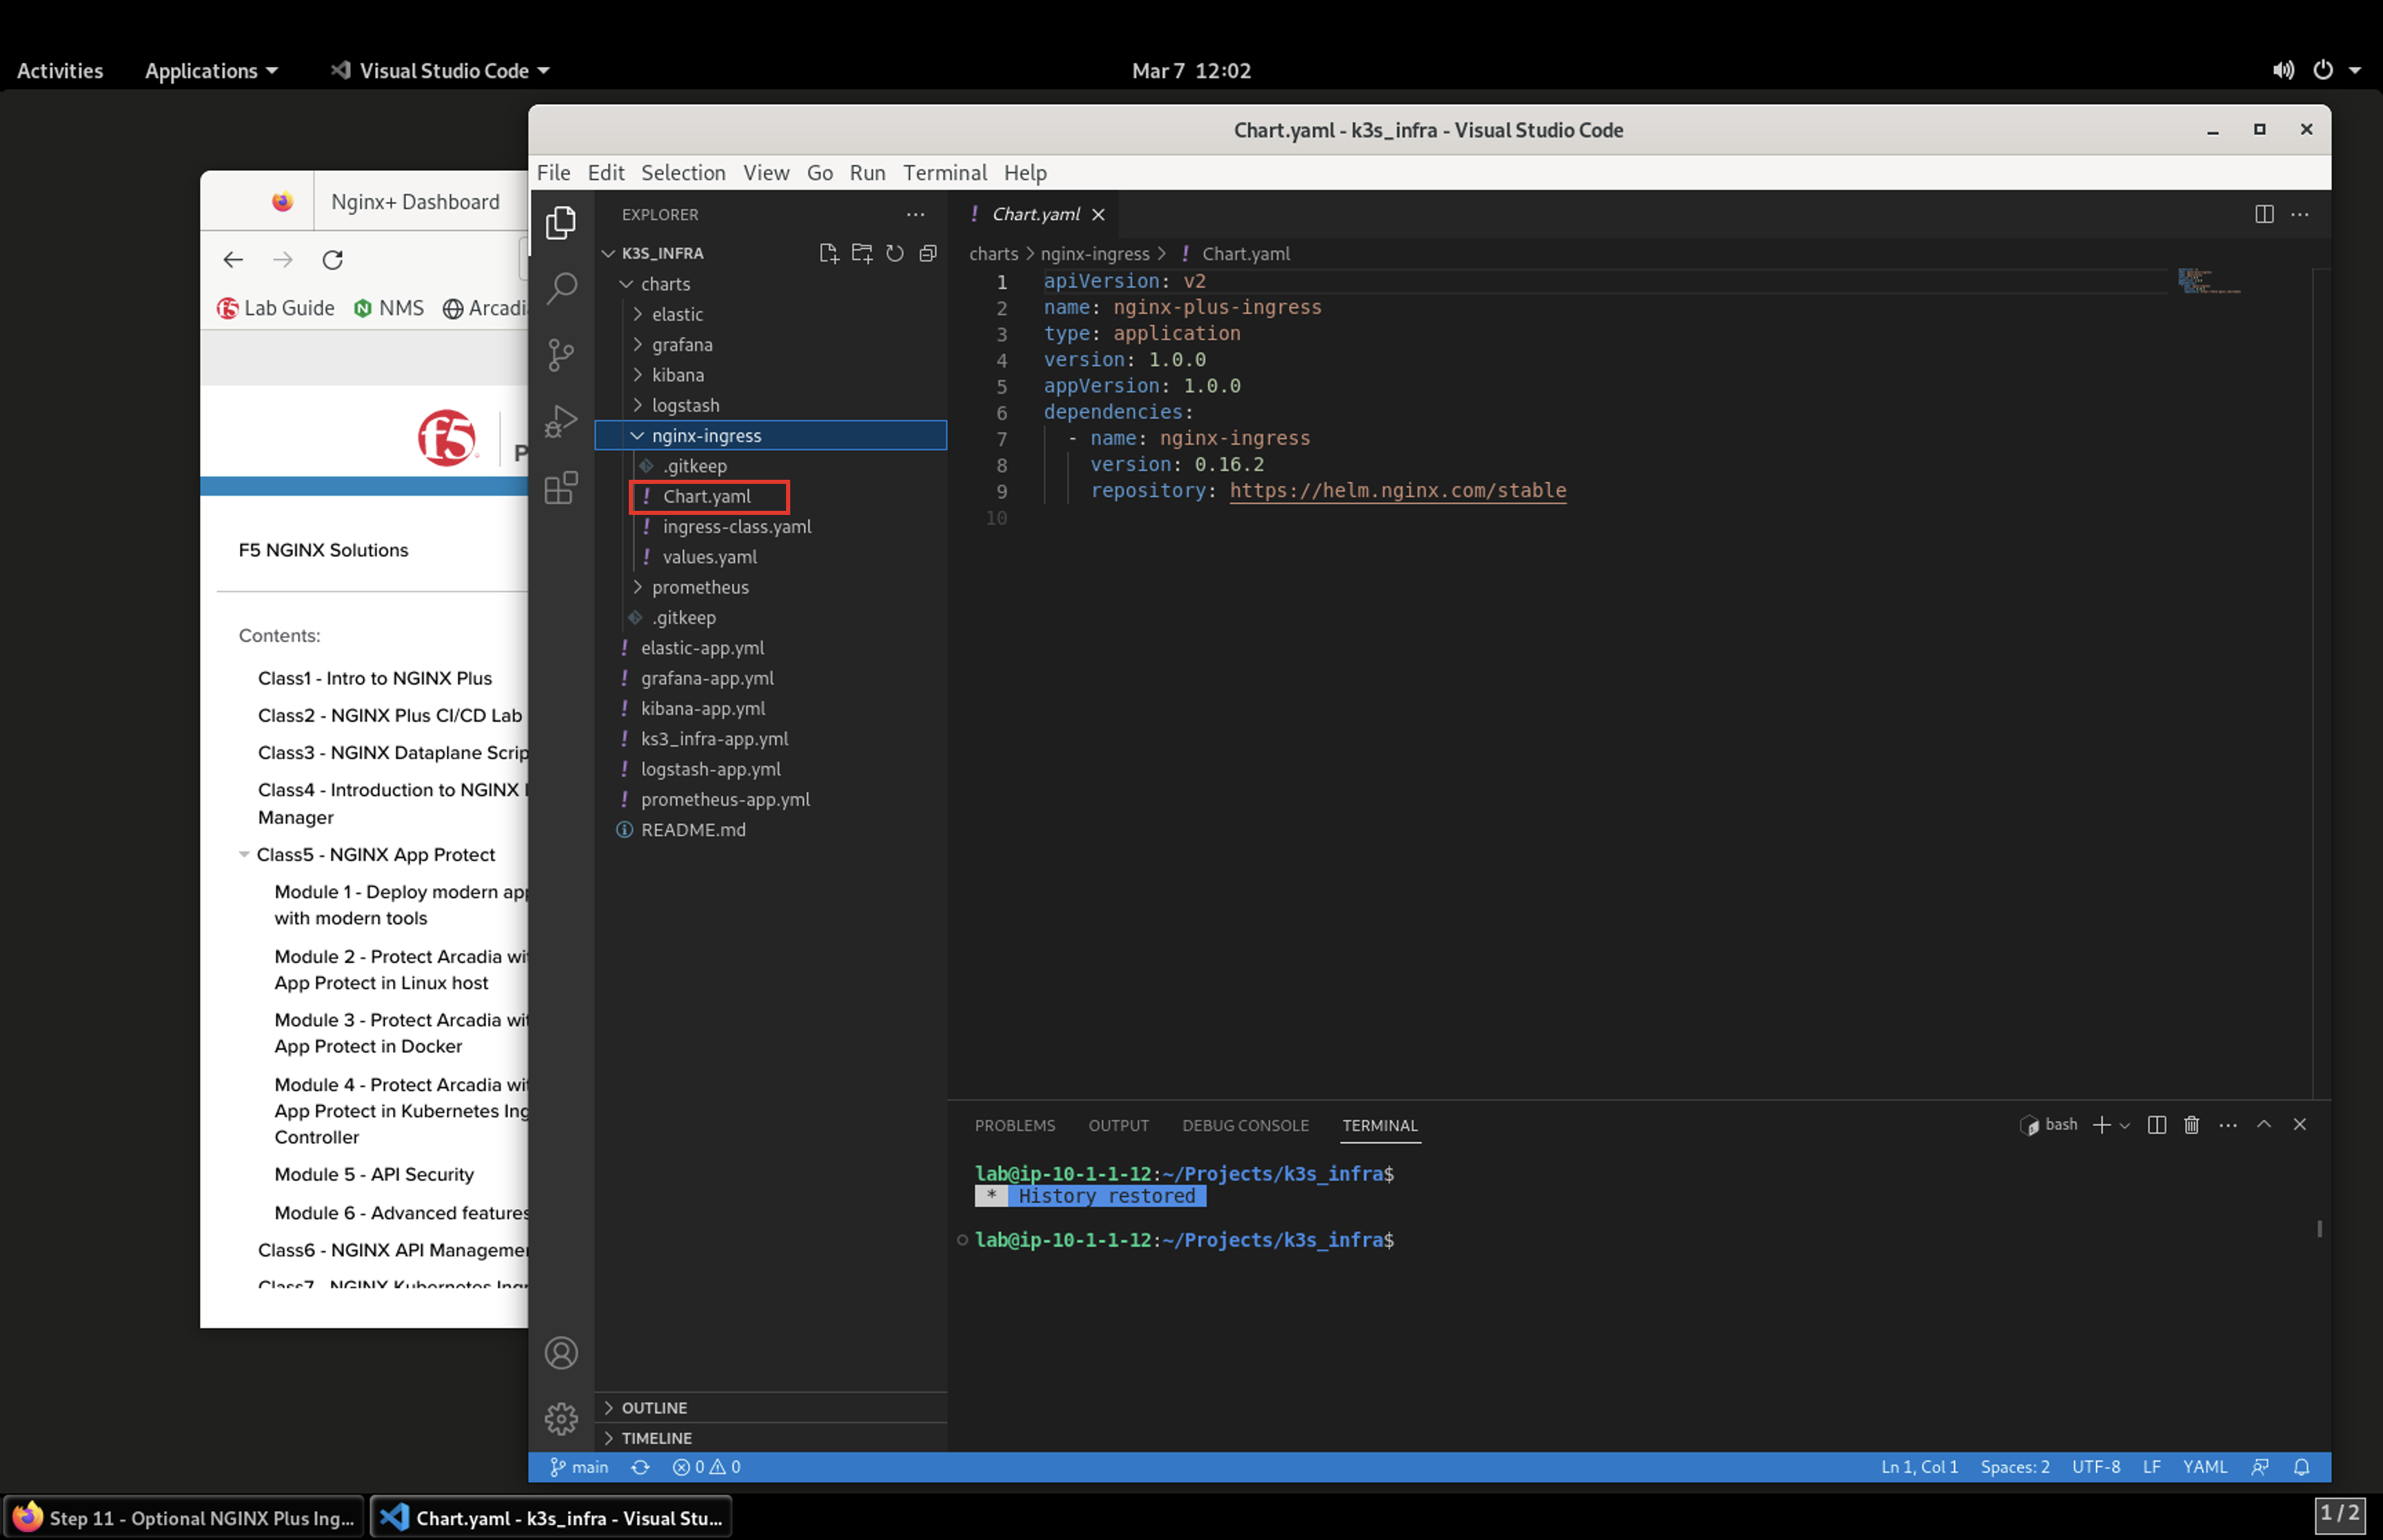 Activities Applications Visual Studio Code Mar 7 12:02
Chart.yaml - k3s_infra - Visual Studio Code
File Edit Selection View Go Run Terminal Help
Nginx+ Dashboard
Lab Guide NMS
f5
F5 NGINX Solutions
Contents:
Class1 - Intro to NGINX Plus
Class2 - NGINX Plus CI/CD Lab
Class3 - NGINX Dataplane
Class4 - Introduction to NGINX
Manager
Class5 - NGINX App Protect
Module 1 - Deploy modern
with modern tools
Module 2 - Protect Arcadia
App Protect in Linux host
Module 3 - Protect Arcadia
App Protect in Docker
Module 4 - Protect Arcadia
App Protect in Kubernetes
Controller
Module 5 - API Security
Module 6 - Advanced features
Class6 - NGINX API
Class7 - NGINX Kubernetes
EXPLORER
K3S_INFRA
charts
elastic
grafana
kibana
logstash
nginx-ingress
.gitkeep
! Chart.yaml
! ingress-class.yaml
! values.yaml
prometheus
.gitkeep
! elastic-app.yml
! grafana-app.yml
! kibana-app.yml
! ks3_infra-app.yml
! logstash-app.yml
! prometheus-app.yml
README.md
OUTLINE
TIMELINE
! Chart.yaml
charts > nginx-ingress > ! Chart.yaml
1 apiVersion: v2
2 name: nginx-plus-ingress
3 type: application
4 version: 1.0.0
5 appVersion: 1.0.0
6 dependencies:
7 - name: nginx-ingress
8 version: 0.16.2
9 repository: https://helm.nginx.com/stable
10
PROBLEMS OUTPUT DEBUG CONSOLE TERMINAL bash
lab@ip-10-1-1-12:~/Projects/k3s_infra$
* History restored
lab@ip-10-1-1-12:~/Projects/k3s_infra$
main 0 0 Ln 1, Col 1 Spaces: 2 UTF-8 LF YAML
Step 11 - Optional NGINX Plus Ing... Chart.yaml - k3s_infra - Visual Stu... 1 / 2